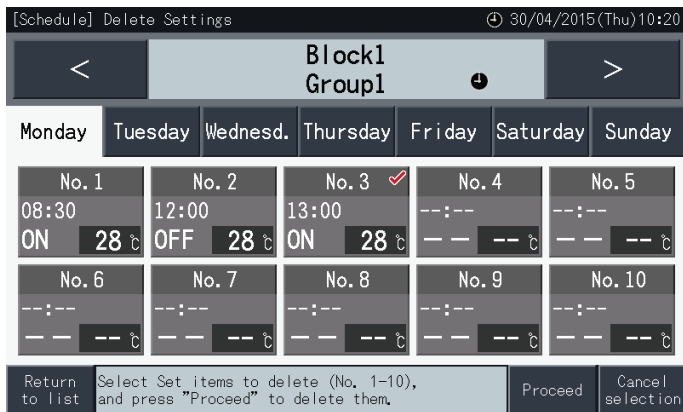 [Schedule] Delete Settings 30/04/2015(Thu)10:20
< Block1 >
Group1
Monday Tuesday Wednesd. Thursday Friday Saturday Sunday
No.1 No.2 No.3 No.4 No.5
08:30 12:00 13:00 --:-- --:--
ON 28℃ OFF 28℃ ON 28℃ -- --℃ -- --℃
No.6 No.7 No.8 No.9 No.10
--:-- --:-- --:-- --:-- --:--
-- --℃ -- --℃ -- --℃ -- --℃ -- --℃
Return Select Set items to delete (No. 1-10), Proceed Cancel
to list and press "Proceed" to delete them. selection